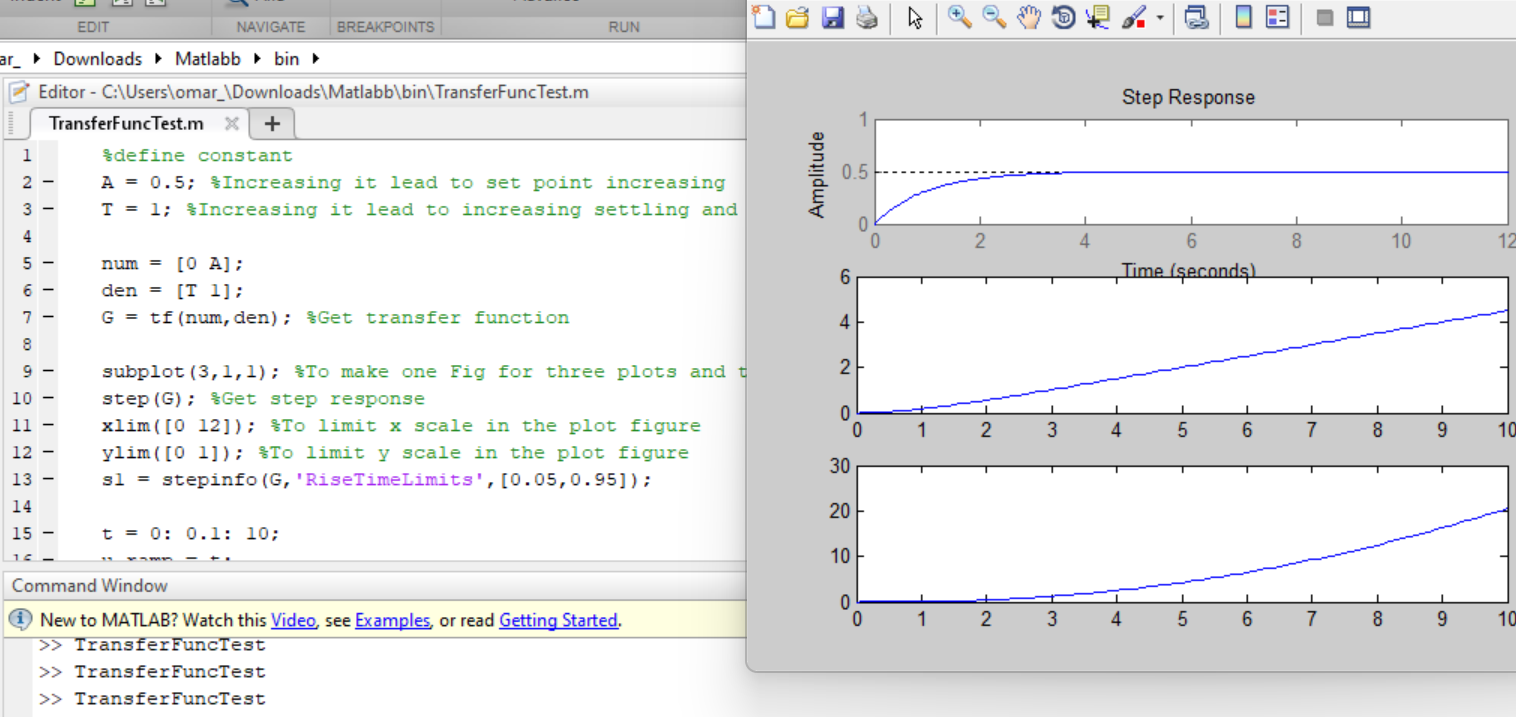 EDIT
NAVIGATE
BREAKPOINTS
RUN
ar_ ▸ Downloads ▸ Matlabb ▸ bin ▸
Editor - C:\Users\omar_\Downloads\Matlabb\bin\TransferFuncTest.m
TransferFuncTest.m
1 %define constant
2 – A = 0.5; %Increasing it lead to set point increasing
3 – T = 1; %Increasing it lead to increasing settling and
4
5 – num = [0 A];
6 – den = [T 1];
7 – G = tf(num,den); %Get transfer function
8
9 – subplot(3,1,1); %To make one Fig for three plots and t
10 – step(G); %Get step response
11 – xlim([0 12]); %To limit x scale in the plot figure
12 – ylim([0 1]); %To limit y scale in the plot figure
13 – s1 = stepinfo(G,'RiseTimeLimits',[0.05,0.95]);
14
15 – t = 0: 0.1: 10;
Command Window
New to MATLAB? Watch this Video, see Examples, or read Getting Started.
>> TransferFuncTest
>> TransferFuncTest
>> TransferFuncTest
Step Response
Amplitude
1
0.5
0
0 2 4 6 8 10 12
Time (seconds)
6
4
2
0
0 1 2 3 4 5 6 7 8 9 10
30
20
10
0
0 1 2 3 4 5 6 7 8 9 10